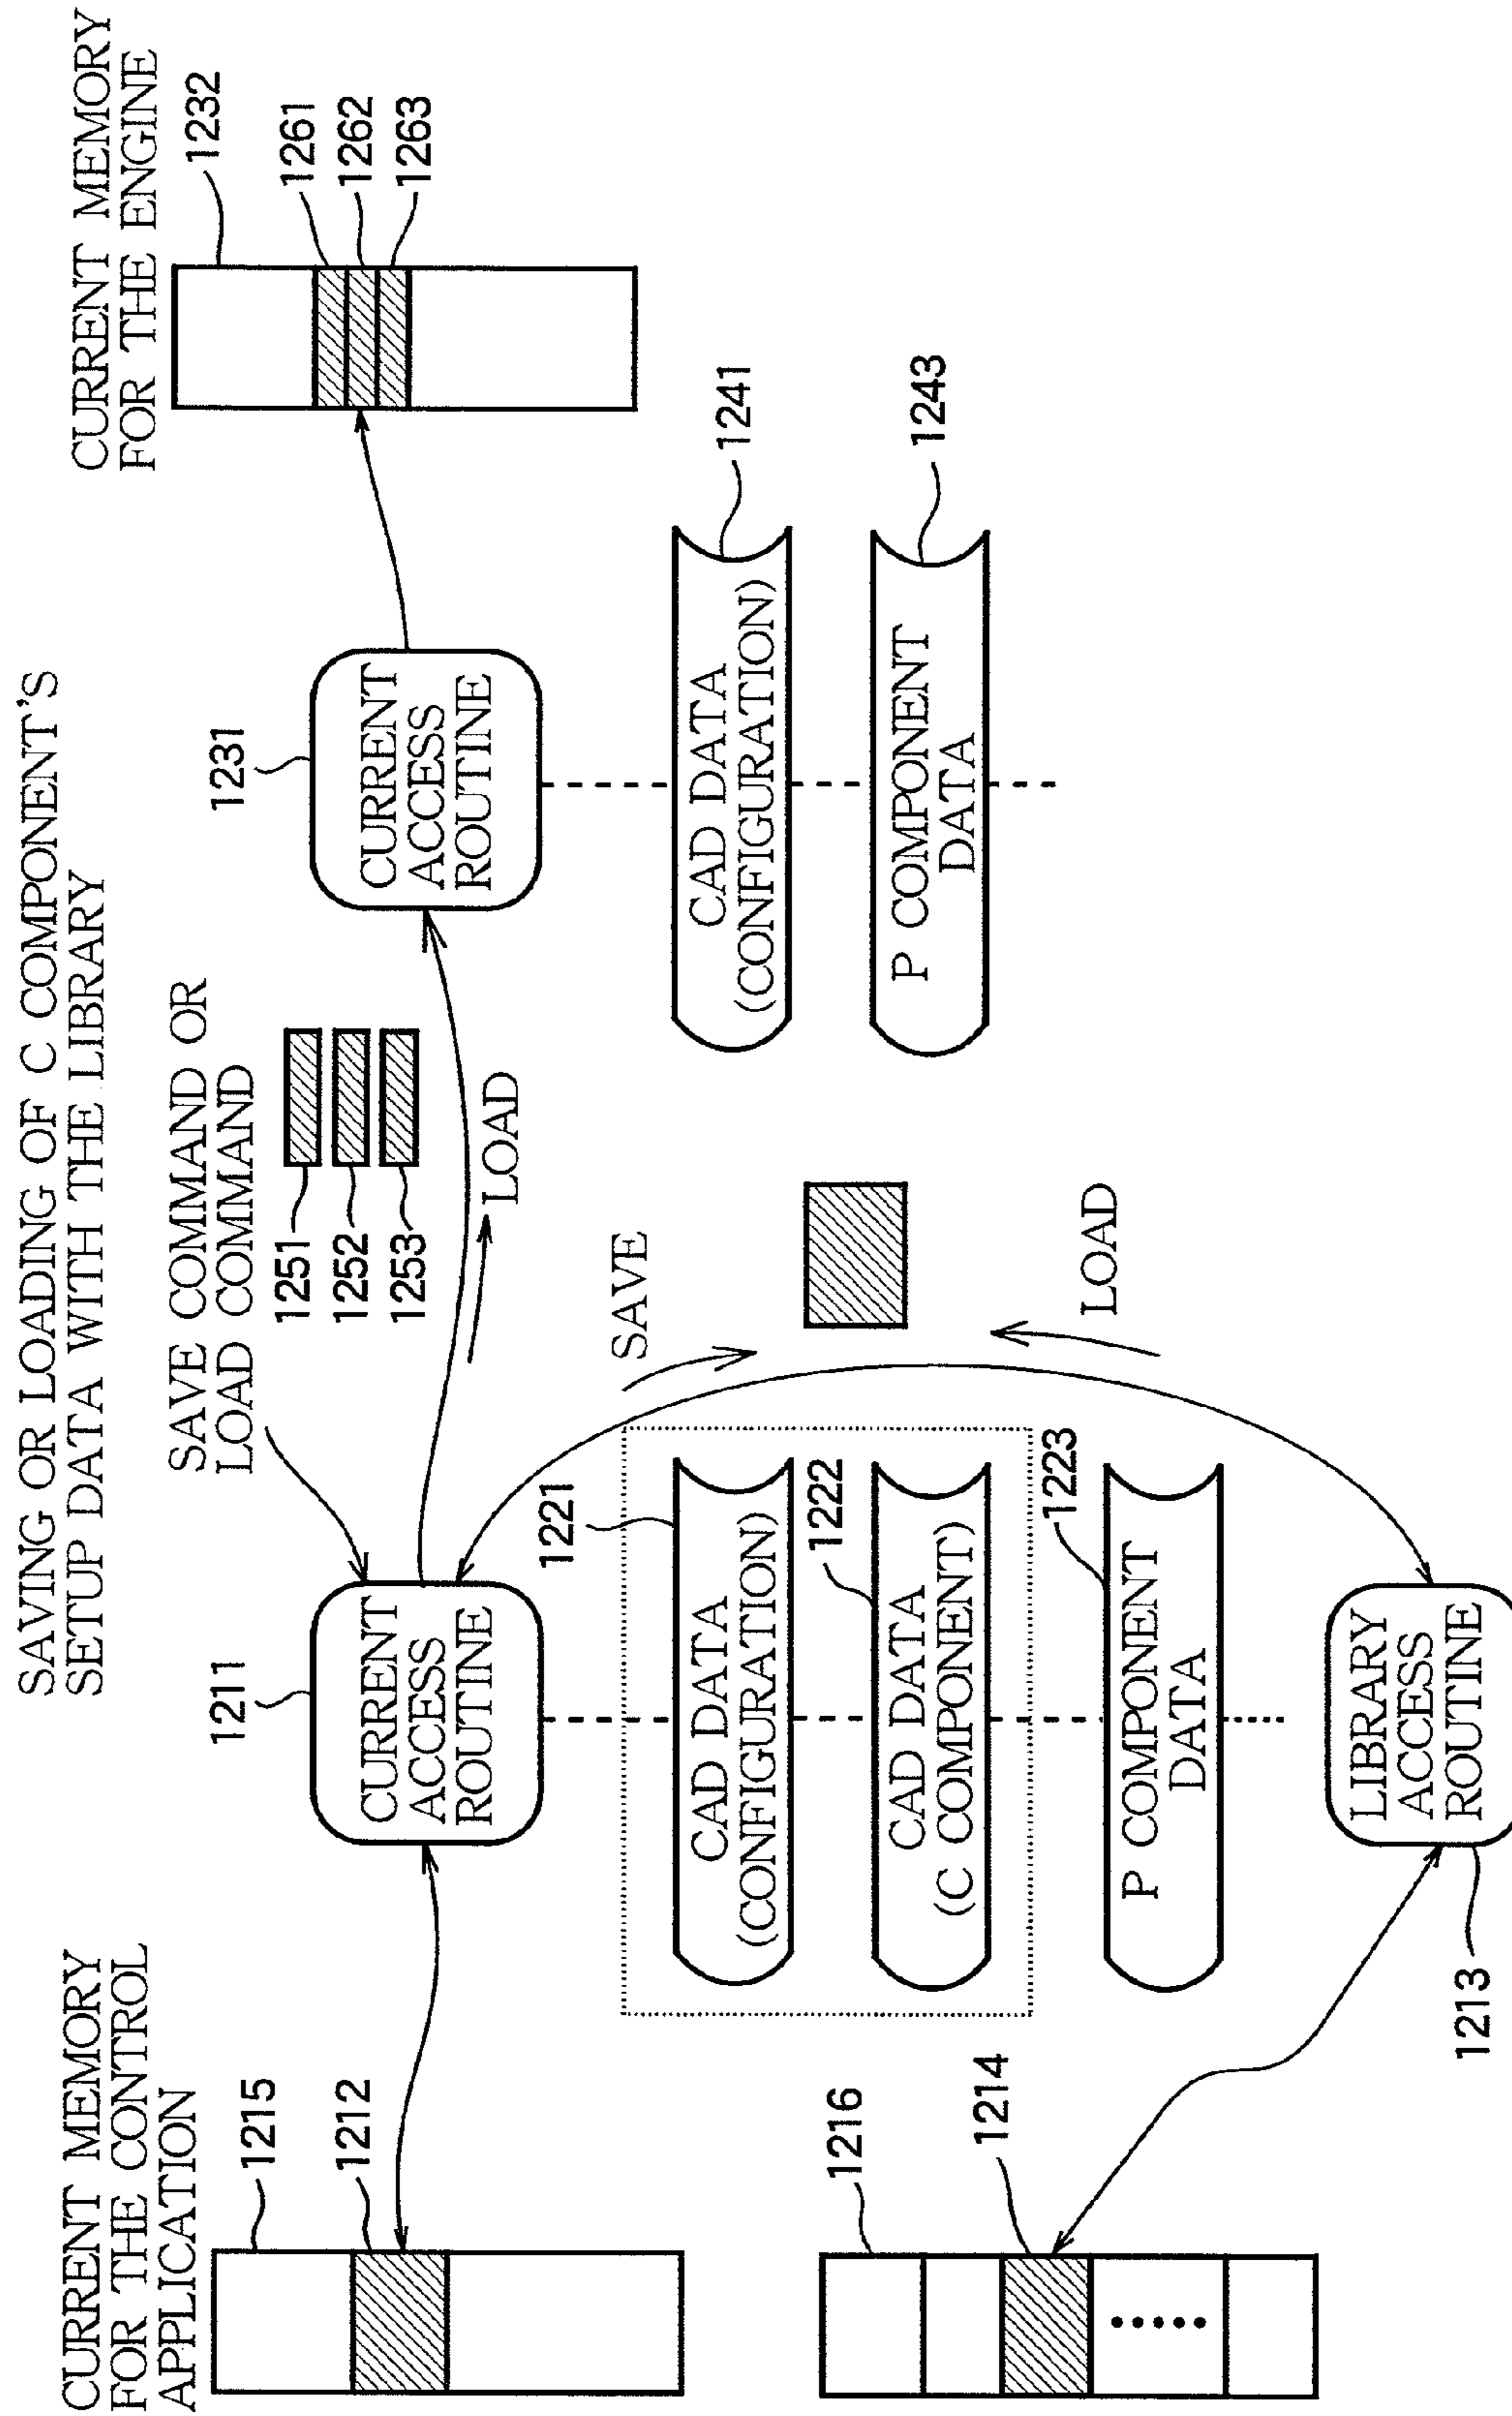 SAVING OR LOADING OF C COMPONENT'S
SETUP DATA WITH THE LIBRARY
CURRENT MEMORY
FOR THE CONTROL
APPLICATION
1215
1212
1211
CURRENT
ACCESS
ROUTINE
SAVE COMMAND OR
LOAD COMMAND
1251
1252
1253
LOAD
1231
CURRENT
ACCESS
ROUTINE
CURRENT MEMORY
FOR THE ENGINE
1232
1261
1262
1263
1221
CAD DATA
(CONFIGURATION)
1222
CAD DATA
(C COMPONENT)
1223
P COMPONENT
DATA
SAVE
LOAD
1241
CAD DATA
(CONFIGURATION)
1243
P COMPONENT
DATA
1216
1214
1213
LIBRARY
ACCESS
ROUTINE